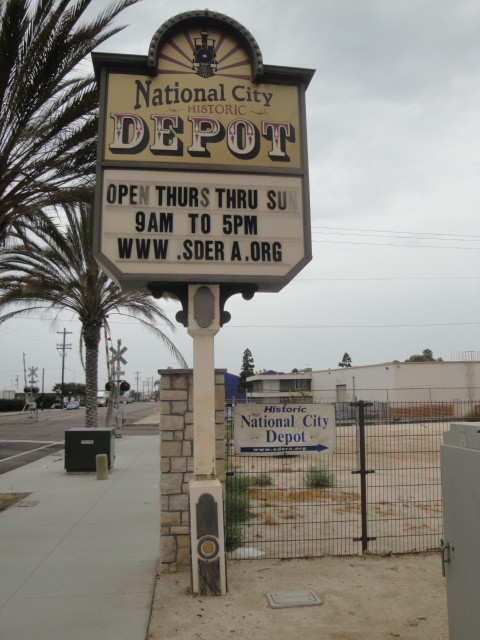 National City
HISTORIC
DEPOT
OPEN THURS THRU SUN
9AM TO 5PM
WWW .SDER A.ORG
Historic
National City
Depot
www.sdera.org